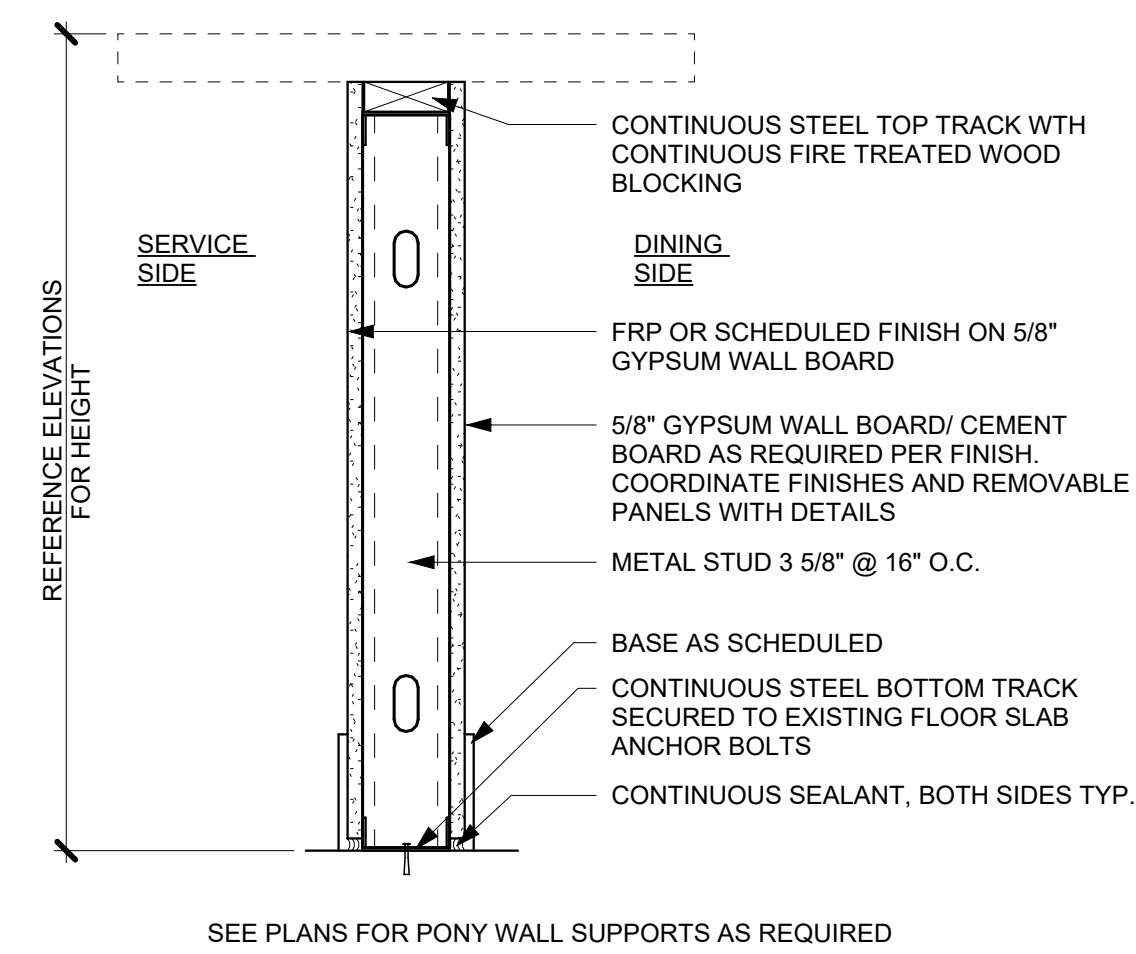 CONTINUOUS STEEL TOP TRACK WTH
CONTINUOUS FIRE TREATED WOOD
BLOCKING
SERVICE
SIDE
DINING
SIDE
REFERENCE ELEVATIONS
FOR HEIGHT
FRP OR SCHEDULED FINISH ON 5/8"
GYPSUM WALL BOARD
5/8" GYPSUM WALL BOARD/ CEMENT
BOARD AS REQUIRED PER FINISH.
COORDINATE FINISHES AND REMOVABLE
PANELS WITH DETAILS
METAL STUD 3 5/8" @ 16" O.C.
BASE AS SCHEDULED
CONTINUOUS STEEL BOTTOM TRACK
SECURED TO EXISTING FLOOR SLAB
ANCHOR BOLTS
CONTINUOUS SEALANT, BOTH SIDES TYP.
SEE PLANS FOR PONY WALL SUPPORTS AS REQUIRED